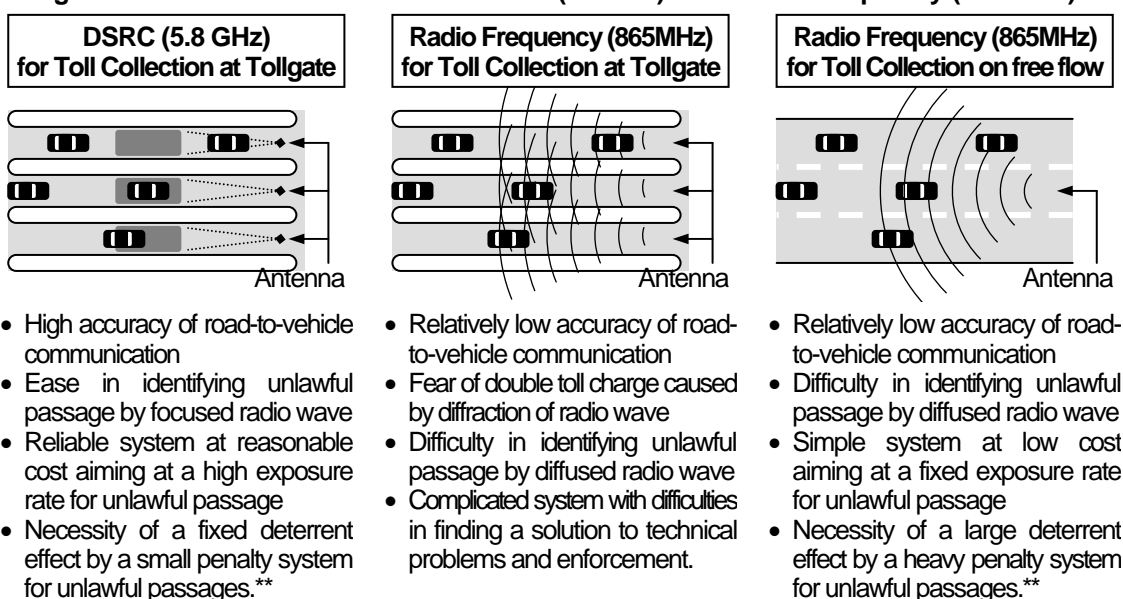 DSRC (5.8 GHz)
for Toll Collection at Tollgate
Antenna
• High accuracy of road-to-vehicle
communication
• Ease in identifying unlawful
passage by focused radio wave
• Reliable system at reasonable
cost aiming at a high exposure
rate for unlawful passage
• Necessity of a fixed deterrent
effect by a small penalty system
for unlawful passages.**
Radio Frequency (865MHz)
for Toll Collection at Tollgate
Antenna
• Relatively low accuracy of road-
to-vehicle communication
• Fear of double toll charge caused
by diffraction of radio wave
• Difficulty in identifying unlawful
passage by diffused radio wave
• Complicated system with difficulties
in finding a solution to technical
problems and enforcement.
Radio Frequency (865MHz)
for Toll Collection on free flow
Antenna
• Relatively low accuracy of road-
to-vehicle communication
• Difficulty in identifying unlawful
passage by diffused radio wave
• Simple system at low cost
aiming at a fixed exposure rate
for unlawful passage
• Necessity of a large deterrent
effect by a heavy penalty system
for unlawful passages.**